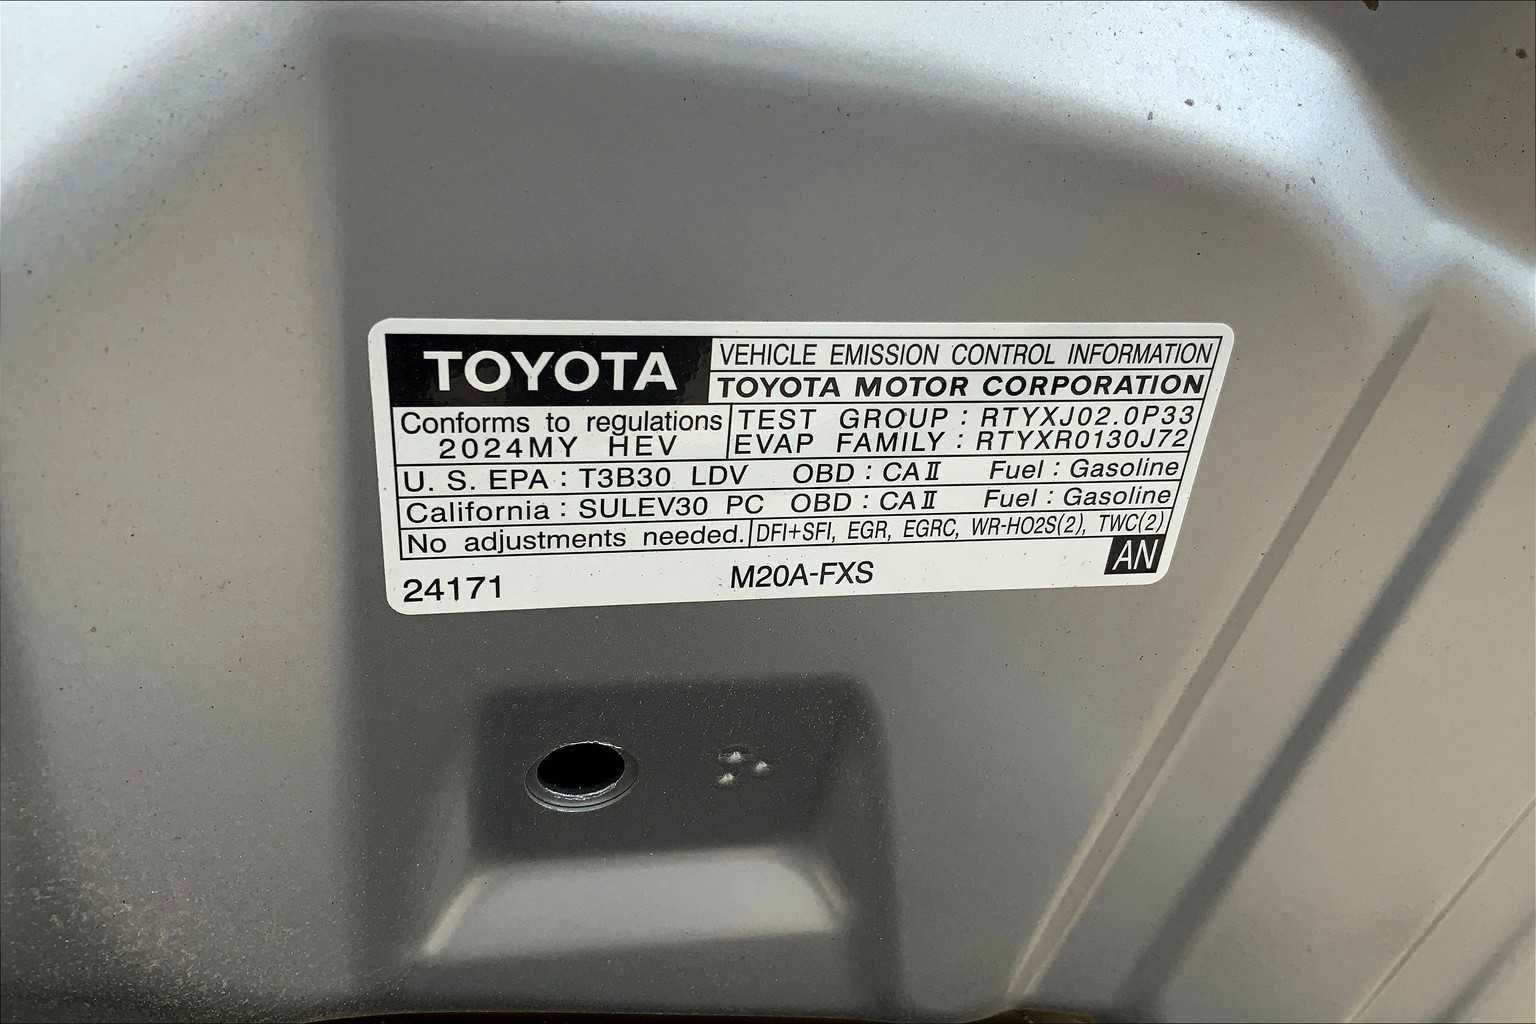 TOYOTA
VEHICLE EMISSION CONTROL INFORMATION
TOYOTA MOTOR CORPORATION
Conforms to regulations
2024MY HEV
TEST GROUP : RTYXJ02.0P33
EVAP FAMILY : RTYXR0130J72
U. S. EPA : T3B30 LDV OBD : CAⅡ Fuel : Gasoline
California : SULEV30 PC OBD : CAⅡ Fuel : Gasoline
No adjustments needed. DFI+SFI, EGR, EGRC, WR-HO2S(2), TWC(2)
24171 M20A-FXS AN